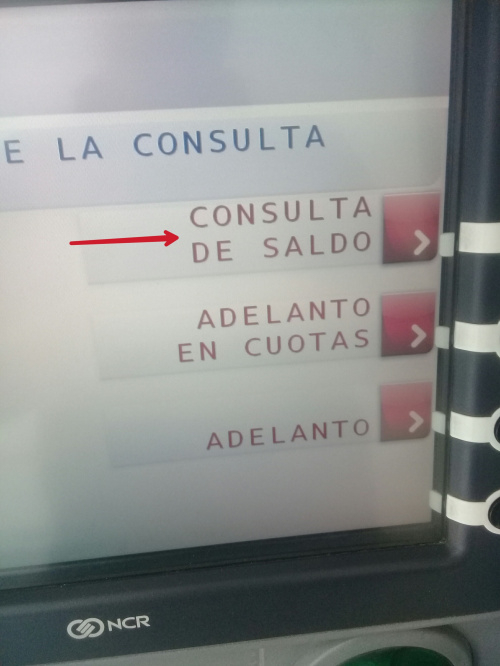 E LA CONSULTA
CONSULTA
DE SALDO
ADELANTO
EN CUOTAS
ADELANTO
NCR